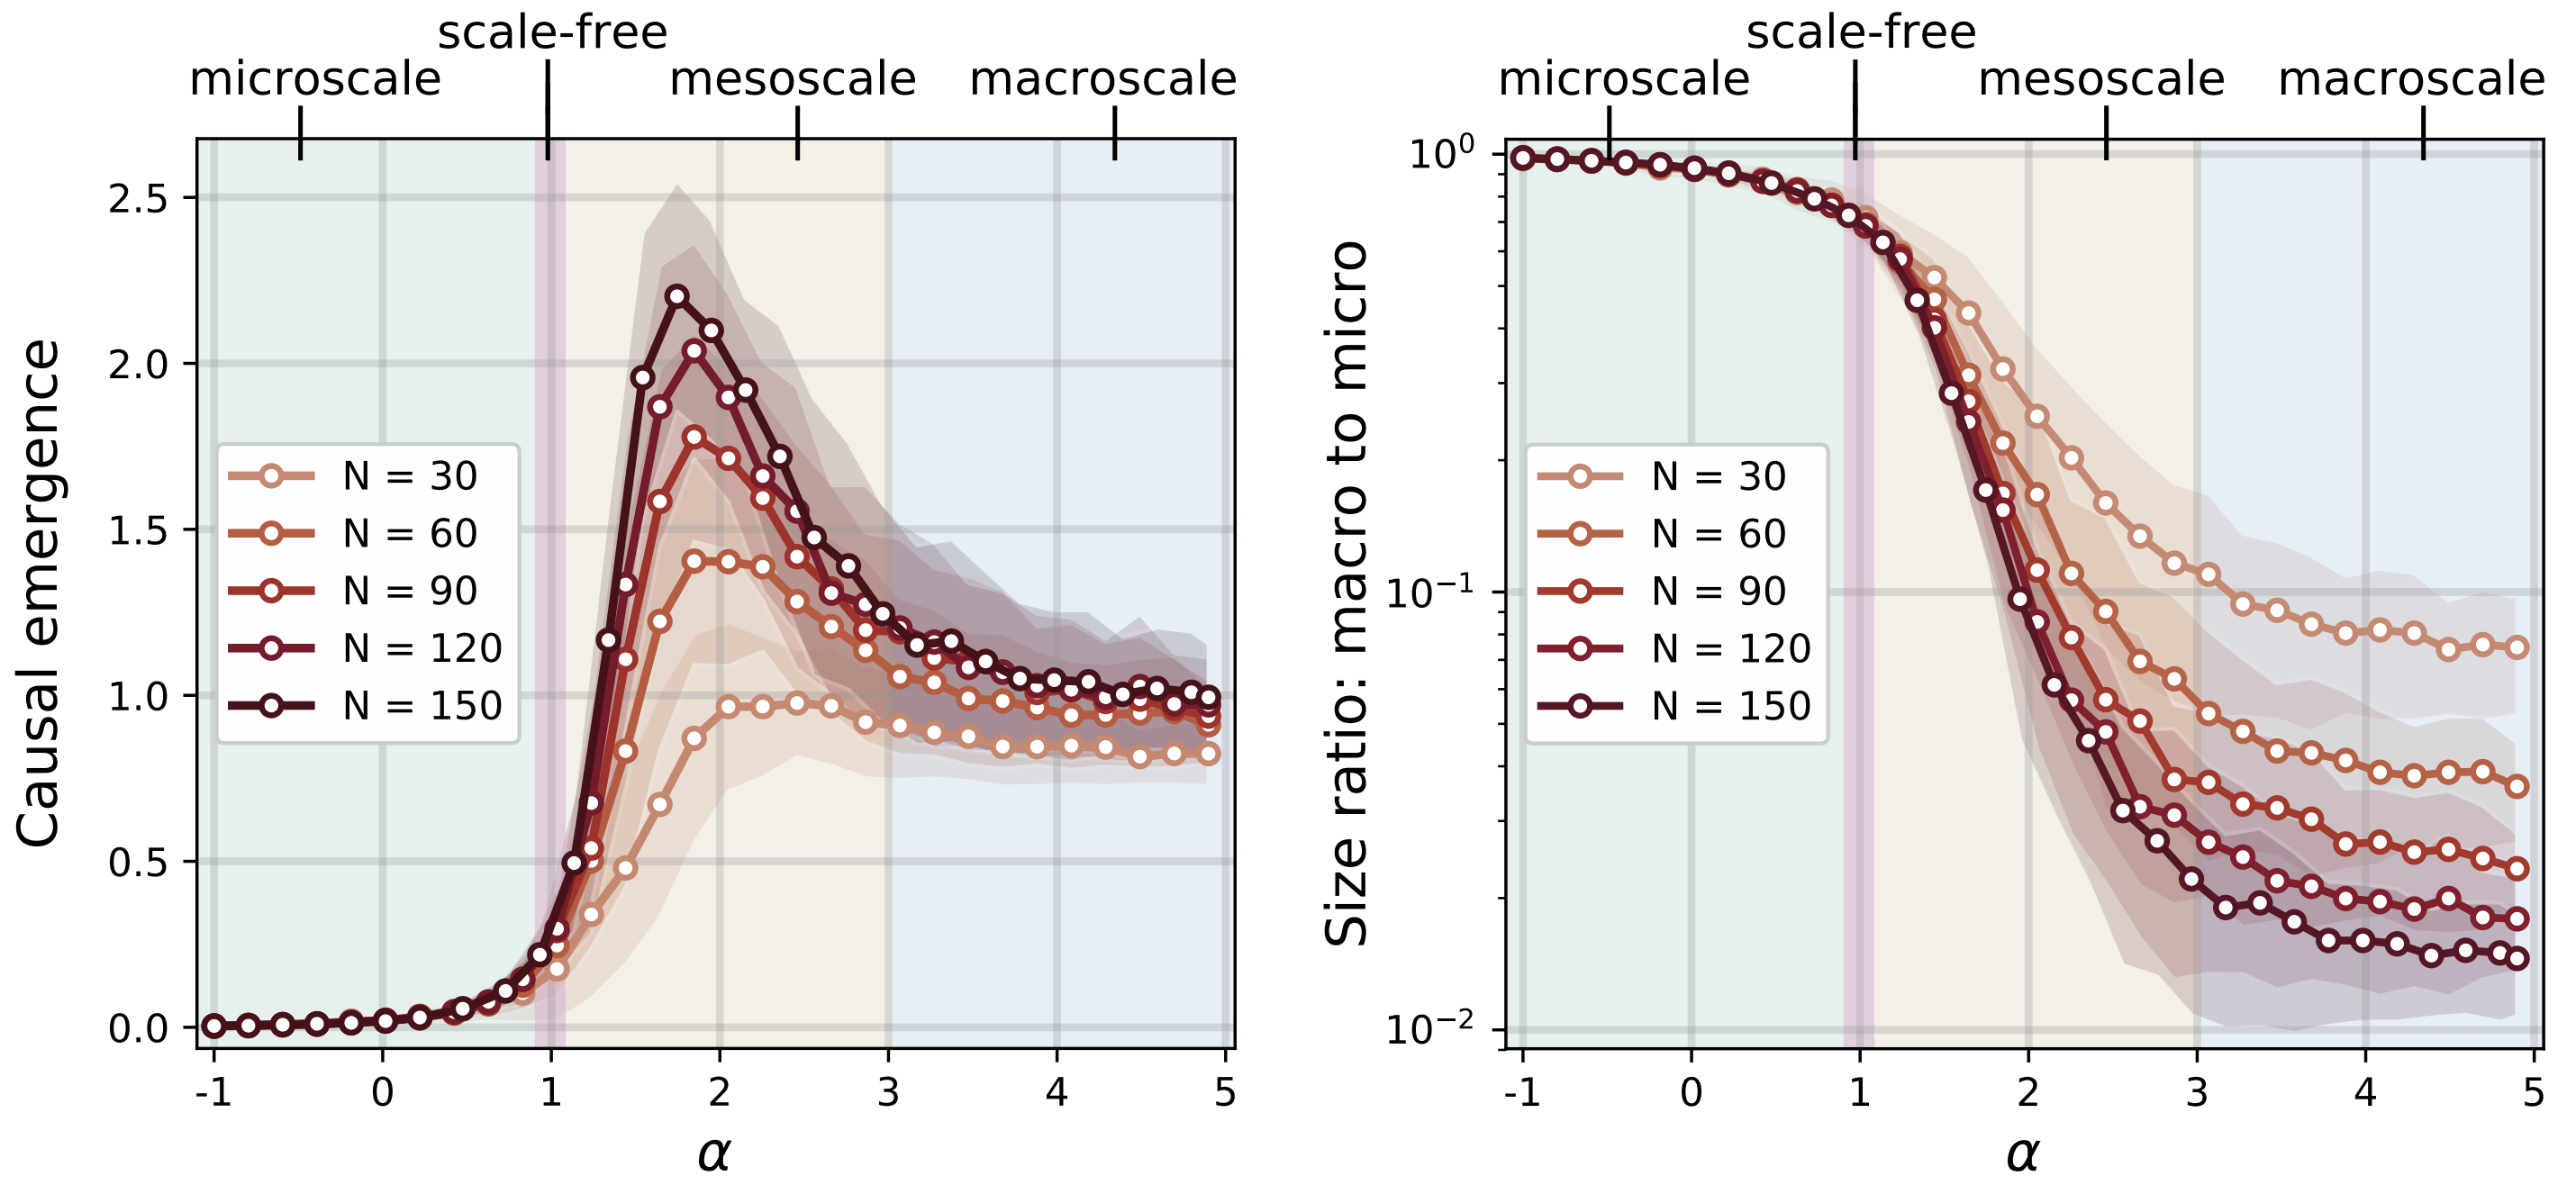 scale-free
microscale
mesoscale
macroscale
2.5
2.0
1.5
1.0
0.5
0.0
Causal emergence
N = 30
N = 60
N = 90
N = 120
N = 150
-1 0 1 2 3 4 5
α
scale-free
microscale
mesoscale
macroscale
10⁰
10⁻¹
10⁻²
Size ratio: macro to micro
N = 30
N = 60
N = 90
N = 120
N = 150
-1 0 1 2 3 4 5
α